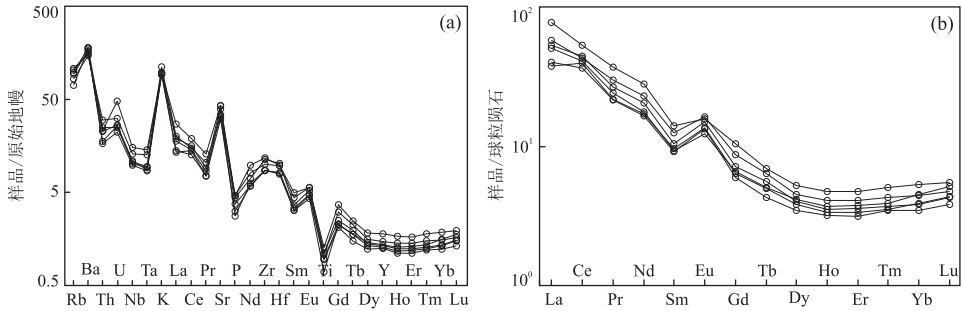 500
50
5
0.5
样品/原始地幔
(a)
Ba U Ta La Pr P Zr Sm Ti Tb Y Er Yb
Rb Th Nb K Ce Sr Nd Hf Eu Gd Dy Ho Tm Lu
10²
10¹
10⁰
样品/球粒陨石
(b)
Ce Nd Eu Tb Ho Tm Lu
La Pr Sm Gd Dy Er Yb